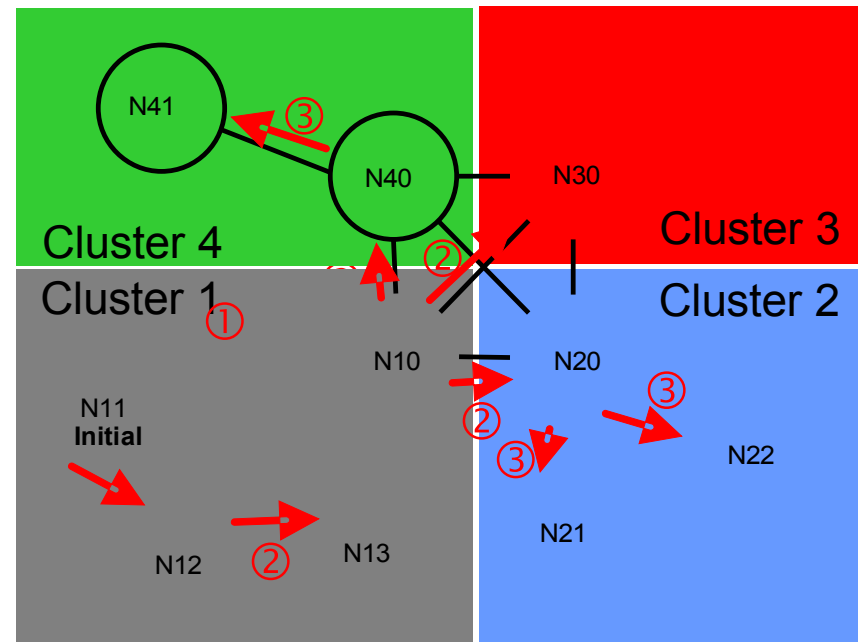 N41
③
N40
N30
Cluster 4
②
Cluster 3
Cluster 1
①
Cluster 2
N10
N20
N11
Initial
②
③
③
N22
N12
②
N13
N21